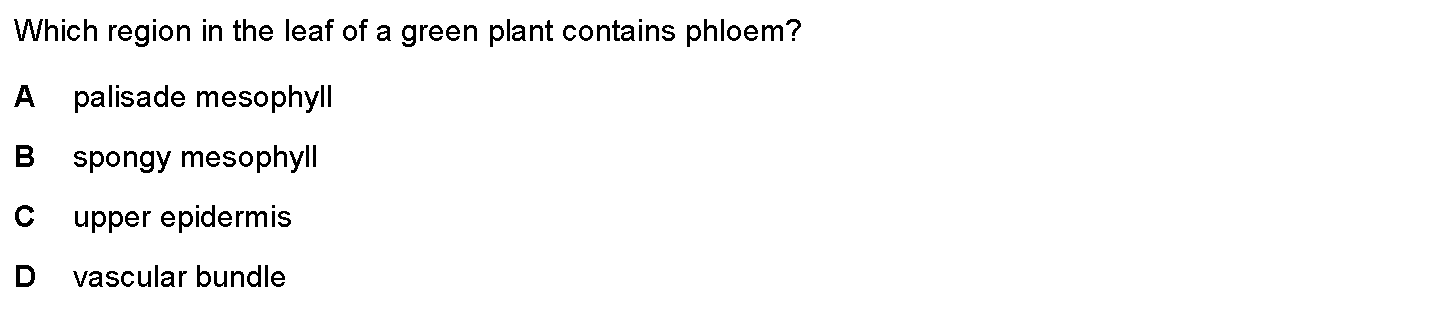 Which region in the leaf of a green plant contains phloem?
A palisade mesophyll
B spongy mesophyll
C upper epidermis
D vascular bundle